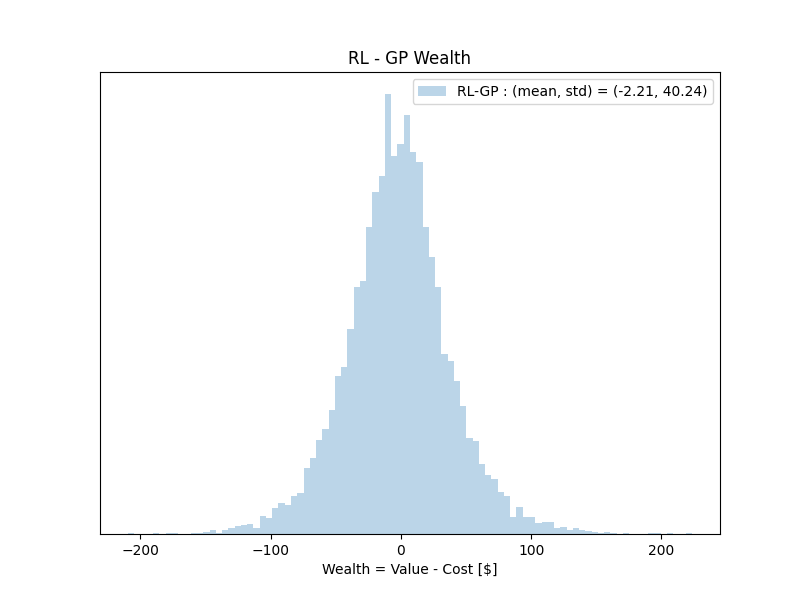 RL - GP Wealth
RL-GP : (mean, std) = (-2.21, 40.24)
−200 −100 0 100 200
Wealth = Value - Cost [$]